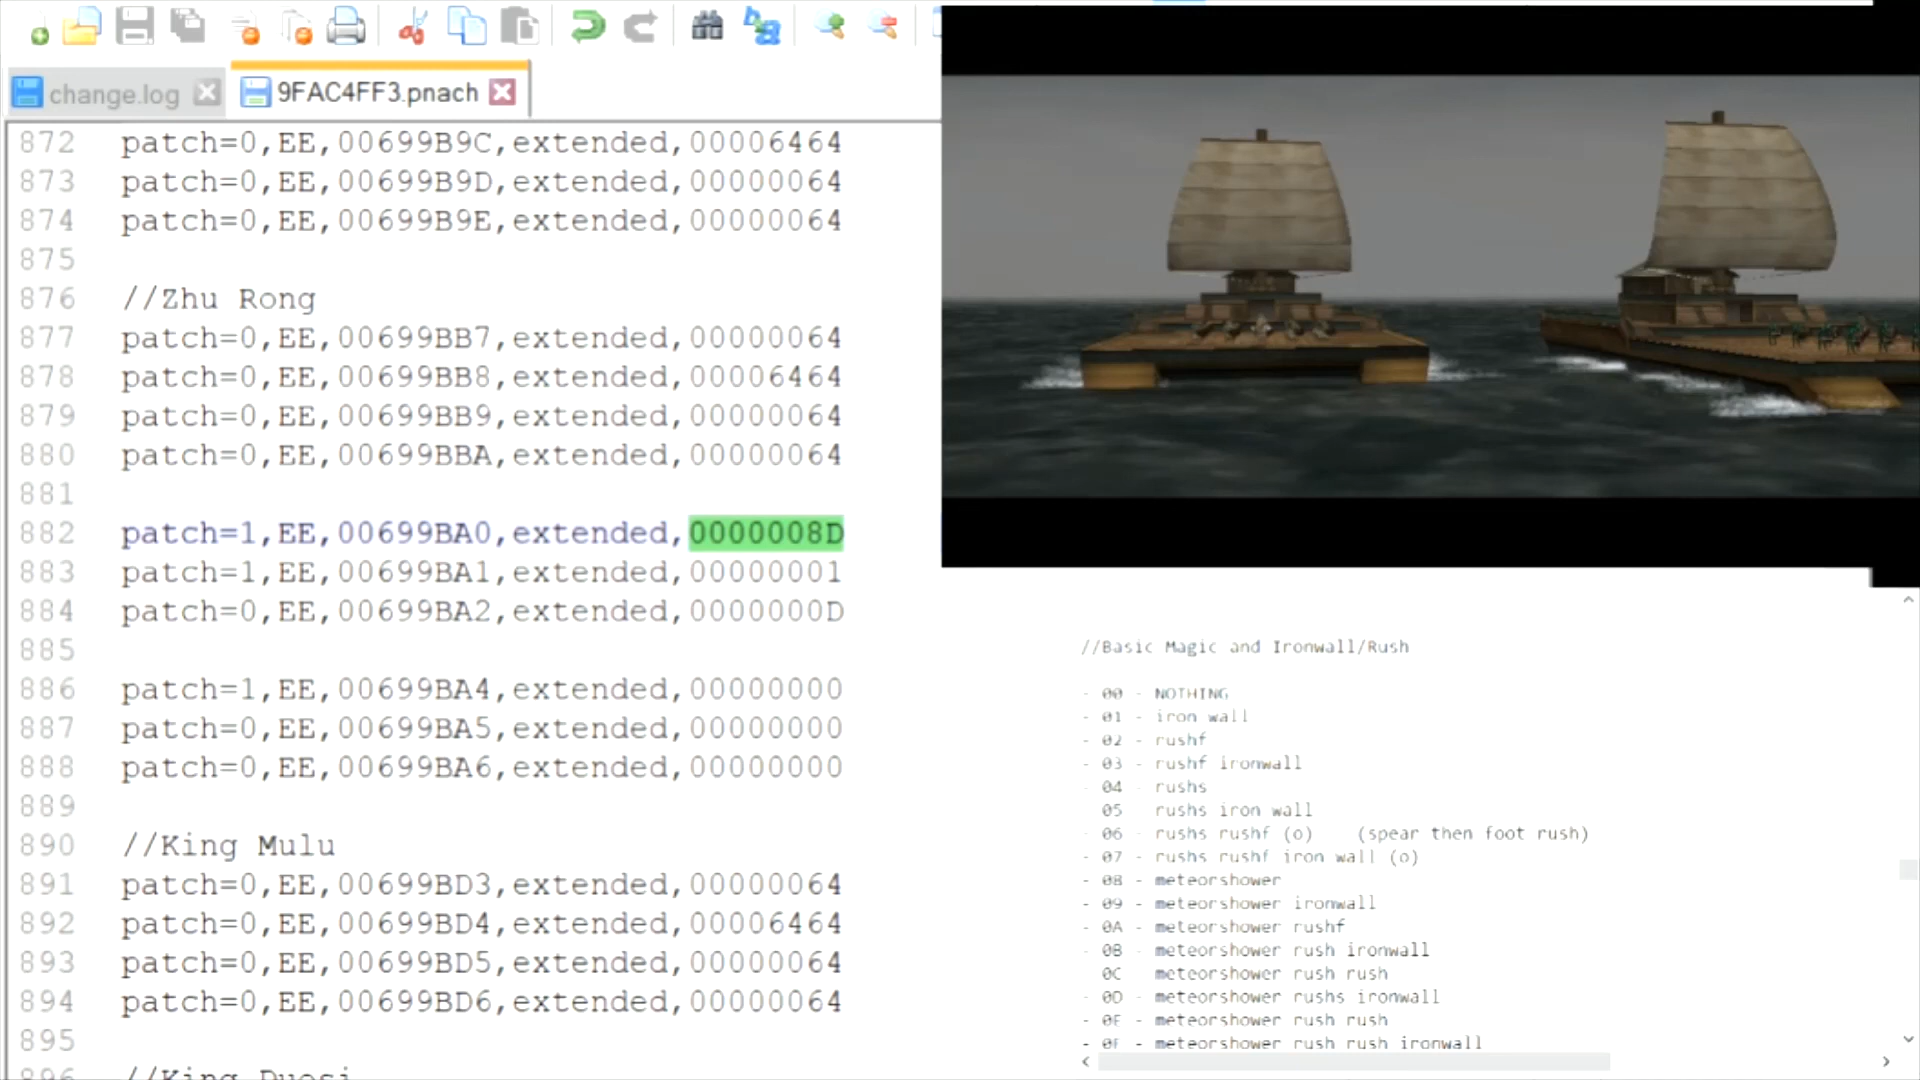 change.log
9FAC4FF3.pnach
872 patch=0,EE,00699B9C,extended,00006464
873 patch=0,EE,00699B9D,extended,00000064
874 patch=0,EE,00699B9E,extended,00000064
875
876 //Zhu Rong
877 patch=0,EE,00699BB7,extended,00000064
878 patch=0,EE,00699BB8,extended,00006464
879 patch=0,EE,00699BB9,extended,00000064
880 patch=0,EE,00699BBA,extended,00000064
881
882 patch=1,EE,00699BA0,extended,0000008D
883 patch=1,EE,00699BA1,extended,00000001
884 patch=0,EE,00699BA2,extended,0000000D
885
886 patch=1,EE,00699BA4,extended,00000000
887 patch=0,EE,00699BA5,extended,00000000
888 patch=0,EE,00699BA6,extended,00000000
889
890 //King Mulu
891 patch=0,EE,00699BD3,extended,00000064
892 patch=0,EE,00699BD4,extended,00006464
893 patch=0,EE,00699BD5,extended,00000064
894 patch=0,EE,00699BD6,extended,00000064
895
896 //King Duosi
//Basic Magic and Ironwall/Rush
- 00 - NOTHING
- 01 - iron wall
- 02 - rushf
- 03 - rushf ironwall
- 04 - rushs
05 rushs iron wall
- 06 - rushs rushf (o) (spear then foot rush)
- 07 - rushs rushf iron wall (o)
- 08 - meteorshower
- 09 - meteorshower ironwall
- 0A - meteorshower rushf
- 0B - meteorshower rush ironwall
0C meteorshower rush rush
- 0D - meteorshower rushs ironwall
- 0E - meteorshower rush rush
- 0F - meteorshower rush rush ironwall